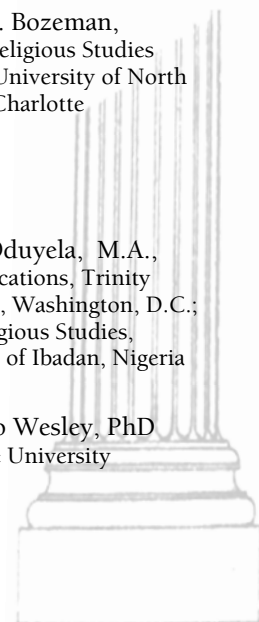 . Bozeman,
eligious Studies
University of North
Charlotte
Oduyela, M.A.,
cations, Trinity
, Washington, D.C.;
gious Studies,
of Ibadan, Nigeria
o Wesley, PhD
University